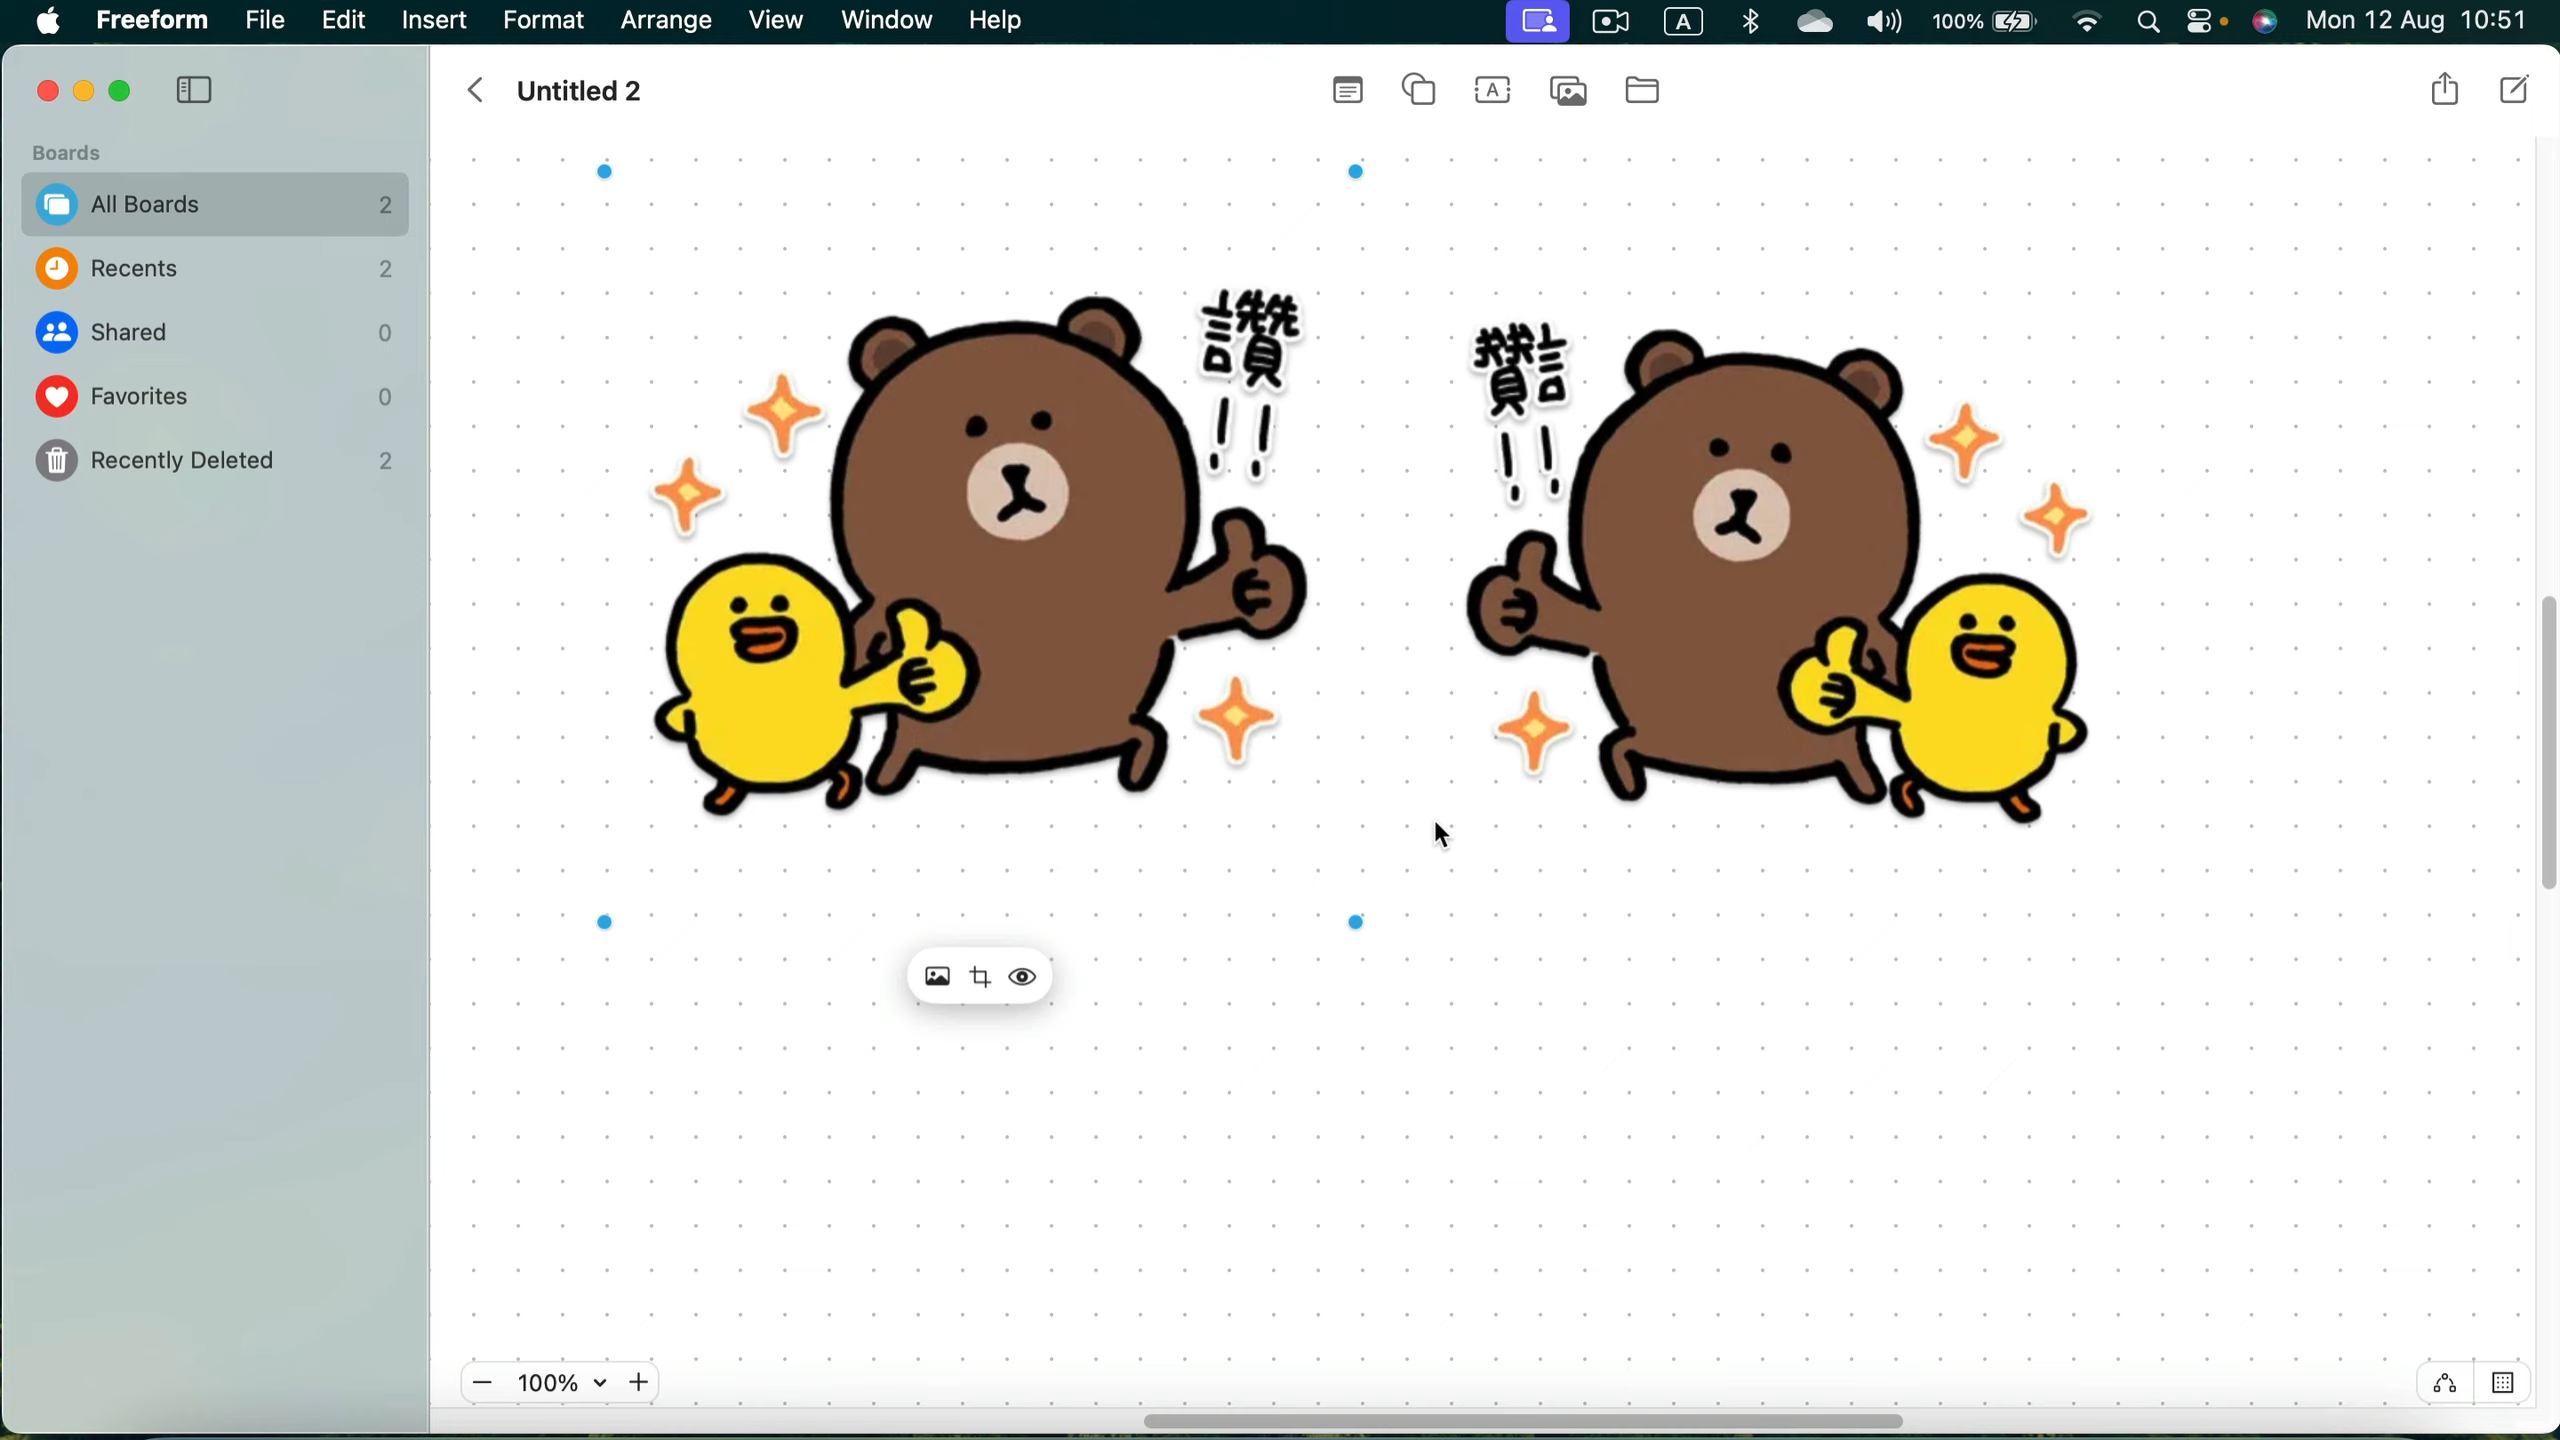 Freeform File Edit Insert Format Arrange View Window Help A 100% Mon 12 Aug 10:51
Untitled 2
A
Boards
All Boards 2
Recents 2
Shared 0
Favorites 0
Recently Deleted 2
讚
!!
讚
!!
100%